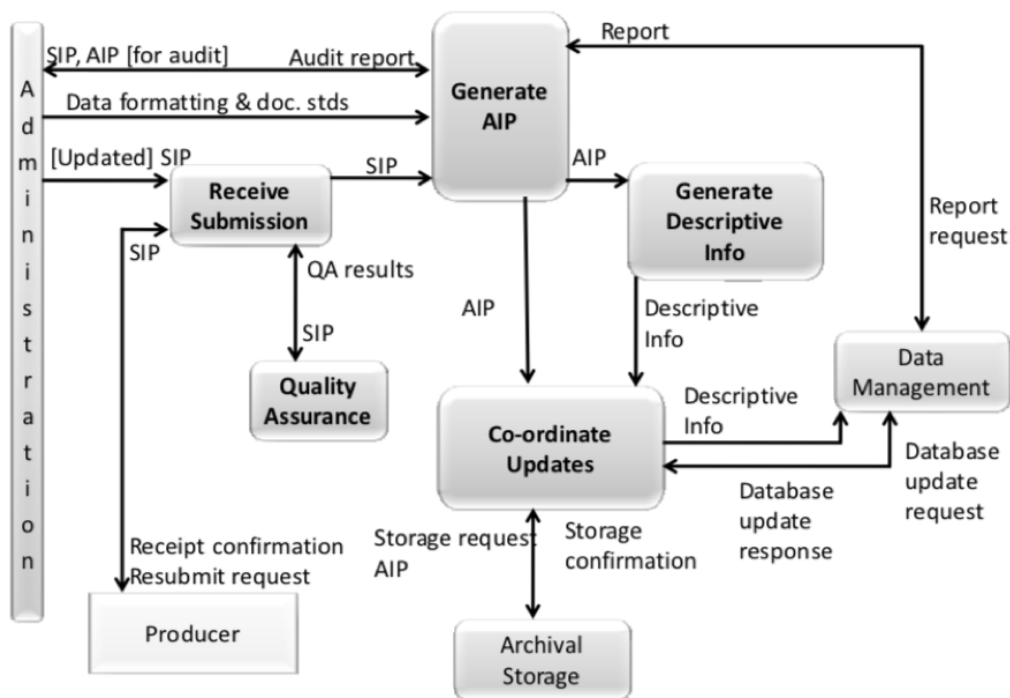 Administration
SIP, AIP [for audit]
Audit report
Generate
AIP
Report
Data formatting & doc. stds
[Updated] SIP
Receive
Submission
SIP
AIP
Generate
Descriptive
Info
Report
request
SIP
QA results
SIP
AIP
Descriptive
Info
Quality
Assurance
Data
Management
Co-ordinate
Updates
Descriptive
Info
Database
update
request
Database
update
response
Storage request
AIP
Storage
confirmation
Receipt confirmation
Resubmit request
Producer
Archival
Storage